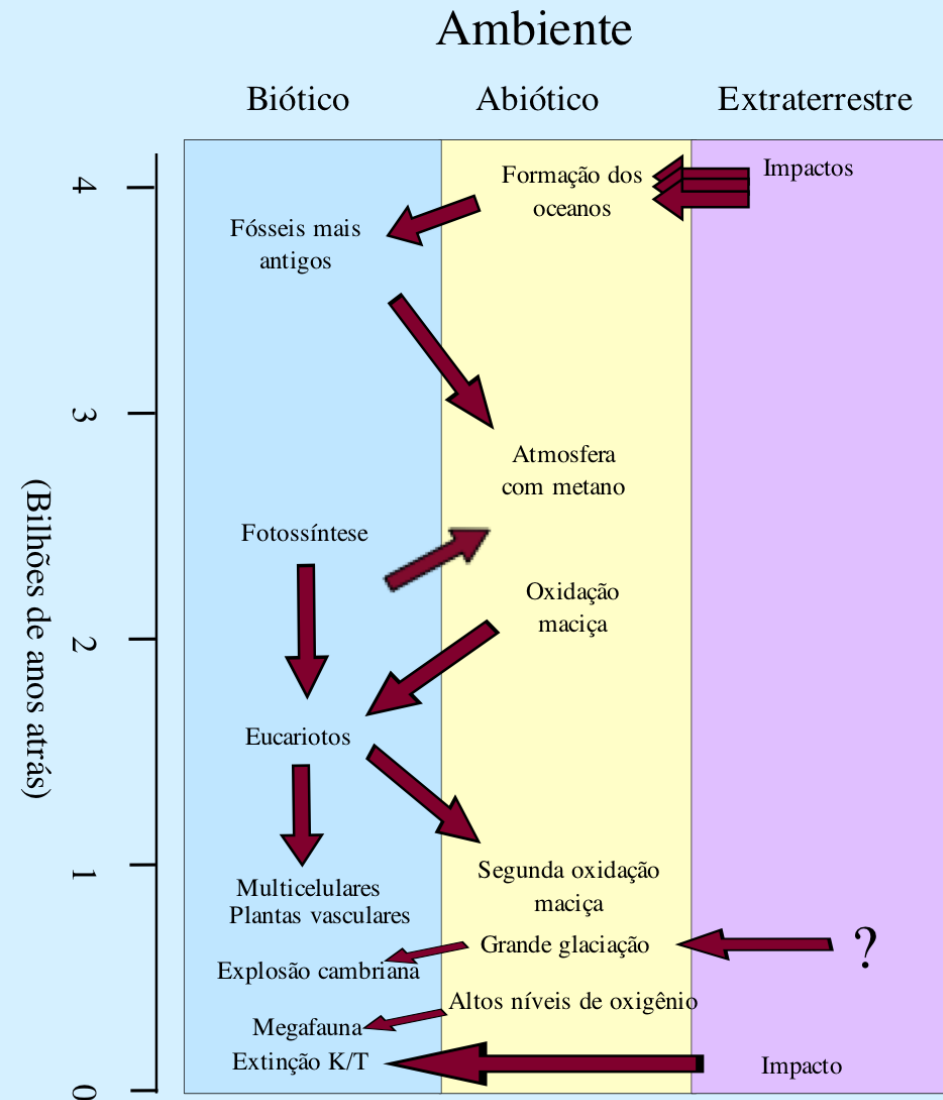 Ambiente
Biótico
Abiótico
Extraterrestre
4
3
2
1
0
(Bilhões de anos atrás)
Impactos
Formação dos
oceanos
Fósseis mais
antigos
Atmosfera
com metano
Fotossíntese
Oxidação
maciça
Eucariotos
Segunda oxidação
maciça
Multicelulares
Plantas vasculares
Grande glaciação
?
Explosão cambriana
Altos níveis de oxigênio
Megafauna
Extinção K/T
Impacto